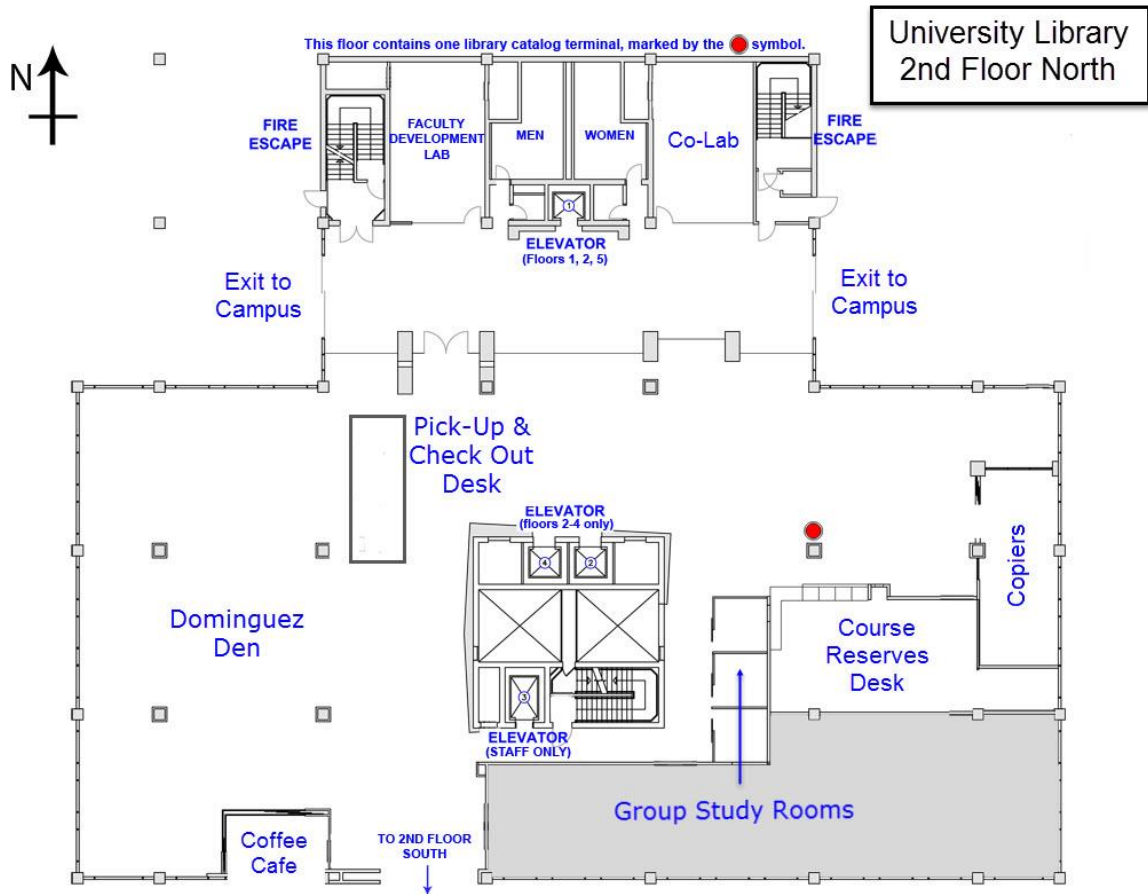 University Library
2nd Floor North
This floor contains one library catalog terminal, marked by the symbol.
N
FIRE
ESCAPE
FACULTY
DEVELOPMENT
LAB
MEN
WOMEN
Co-Lab
FIRE
ESCAPE
1
ELEVATOR
(Floors 1, 2, 5)
Exit to
Campus
Exit to
Campus
Pick-Up &
Check Out
Desk
ELEVATOR
(floors 2-4 only)
4
2
Dominguez
Den
Copiers
Course
Reserves
Desk
3
ELEVATOR
(STAFF ONLY)
Group Study Rooms
Coffee
Cafe
TO 2ND FLOOR
SOUTH